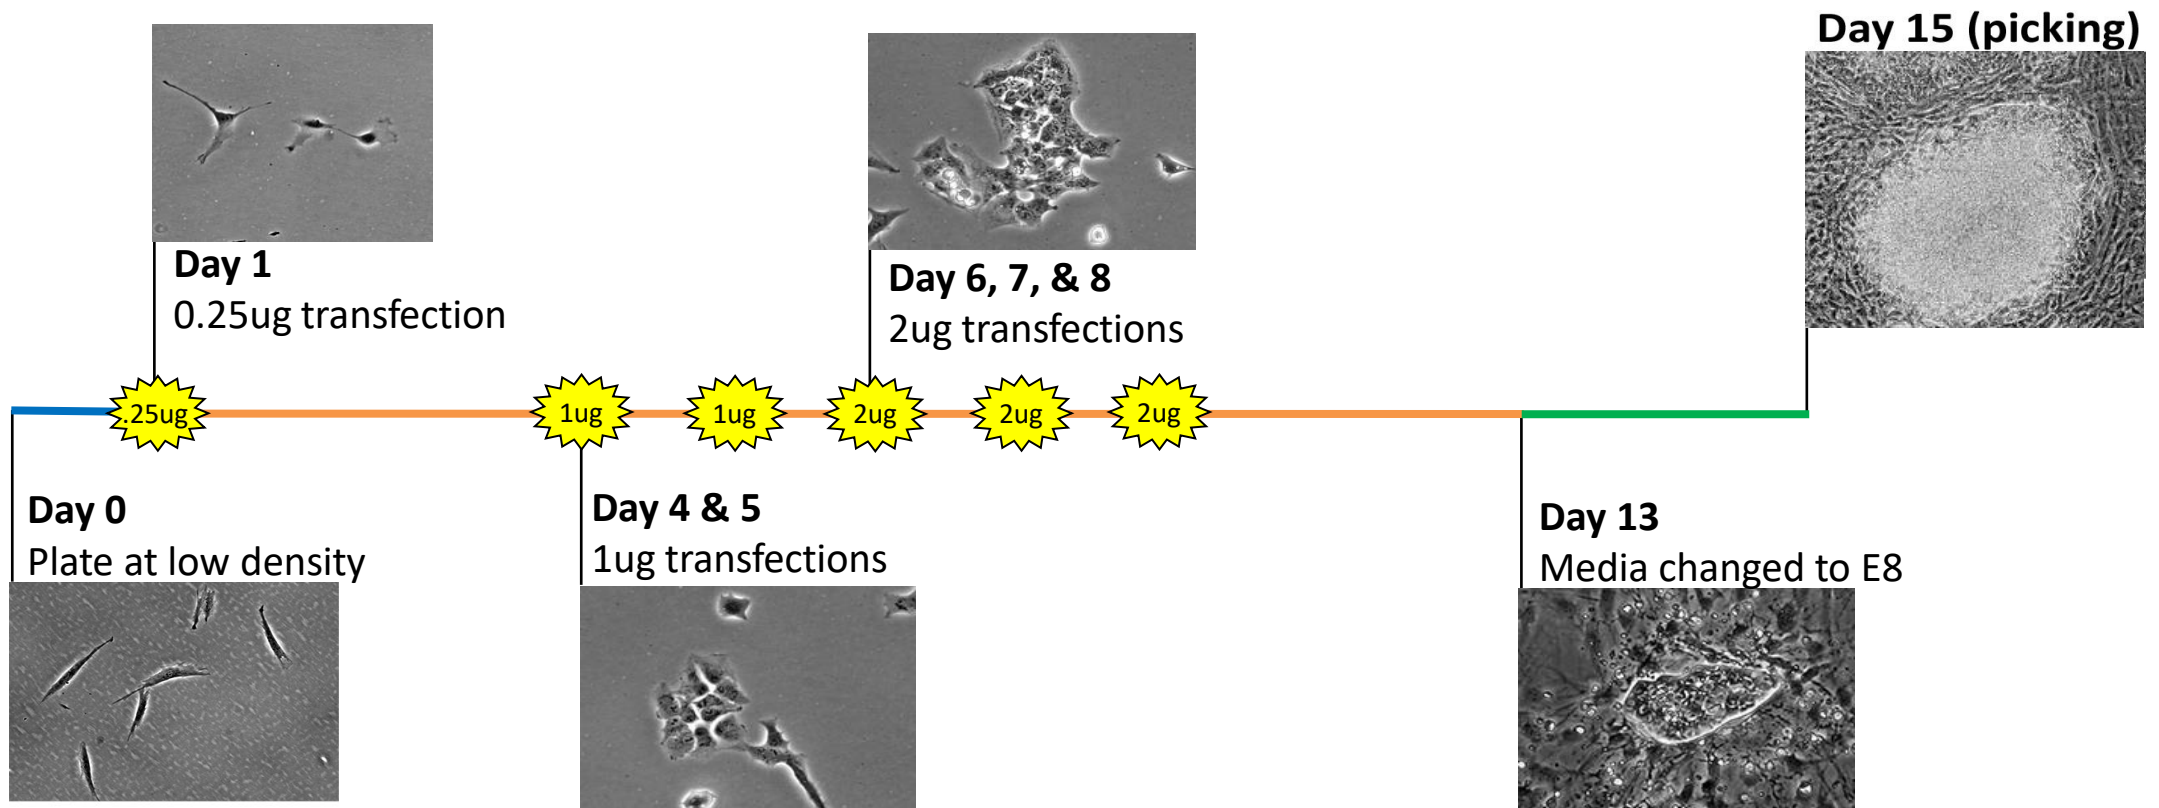 Day 15 (picking)
Day 1
0.25ug transfection
Day 6, 7, & 8
2ug transfections
.25ug
1ug
1ug
2ug
2ug
2ug
Day 0
Plate at low density
Day 4 & 5
1ug transfections
Day 13
Media changed to E8